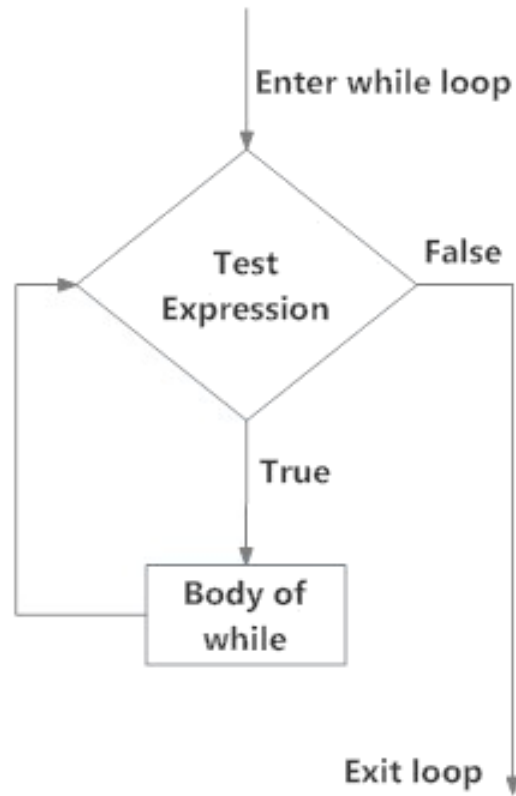 Enter while loop
False
Test
Expression
True
Body of
while
Exit loop